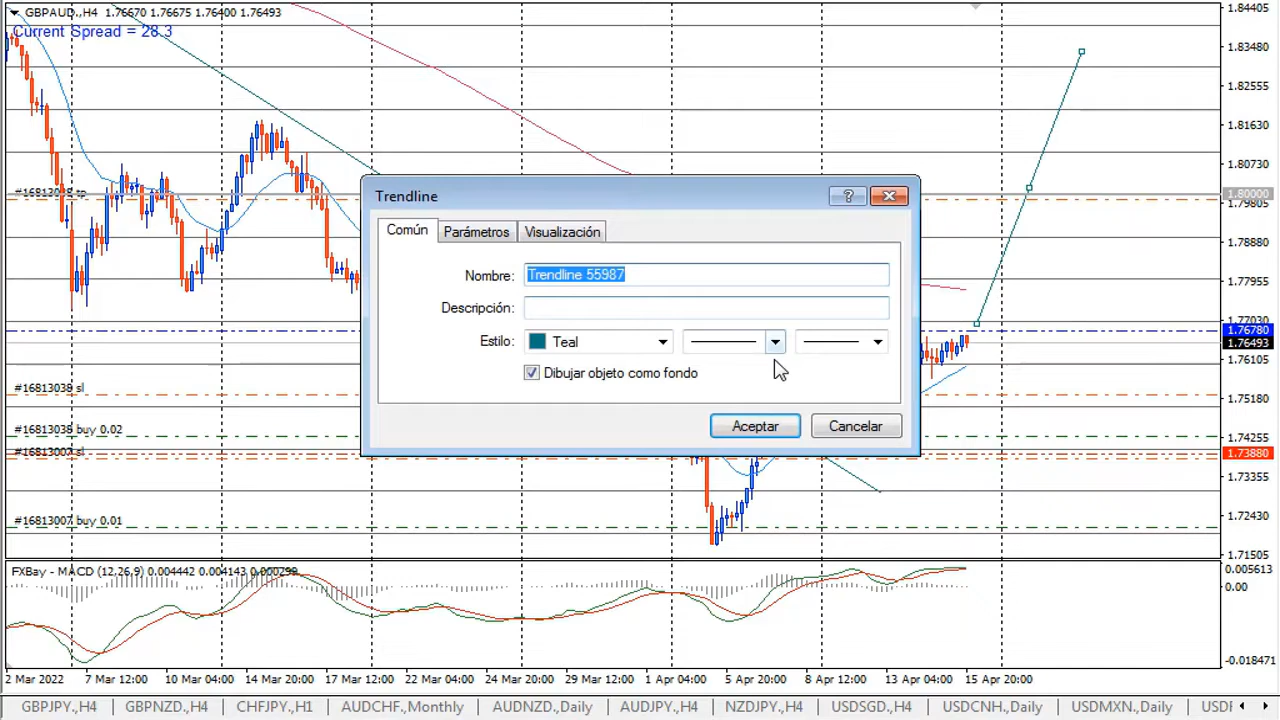 GBPAUD.,H4 1.76670 1.76675 1.76400 1.76493
Current Spread = 28.3
1.84405
1.83480
1.82555
1.81630
1.80730
1.80000
1.79805
1.78880
1.77955
1.77030
1.76780
1.76493
1.76105
1.75180
1.74255
1.73880
1.73355
1.72430
1.71505
#16813038 tp
#16813038 sl
#16813038 buy 0.02
#16813007 sl
#16813007 buy 0.01
Trendline
?
Común
Parámetros
Visualización
Nombre:
Trendline 55987
Descripción:
Estilo:
Teal
Dibujar objeto como fondo
Aceptar
Cancelar
FXBay - MACD (12,26,9) 0.004442 0.004143 0.000299
0.005613
0.00
-0.018471
2 Mar 2022
7 Mar 12:00
10 Mar 04:00
14 Mar 20:00
17 Mar 12:00
22 Mar 04:00
24 Mar 20:00
29 Mar 12:00
1 Apr 04:00
5 Apr 20:00
8 Apr 12:00
13 Apr 04:00
15 Apr 20:00
GBPJPY.,H4
GBPNZD.,H4
CHFJPY.,H1
AUDCHF.,Monthly
AUDNZD.,Daily
AUDJPY.,H4
NZDJPY.,H4
USDSGD.,H4
USDCNH.,Daily
USDMXN.,Daily